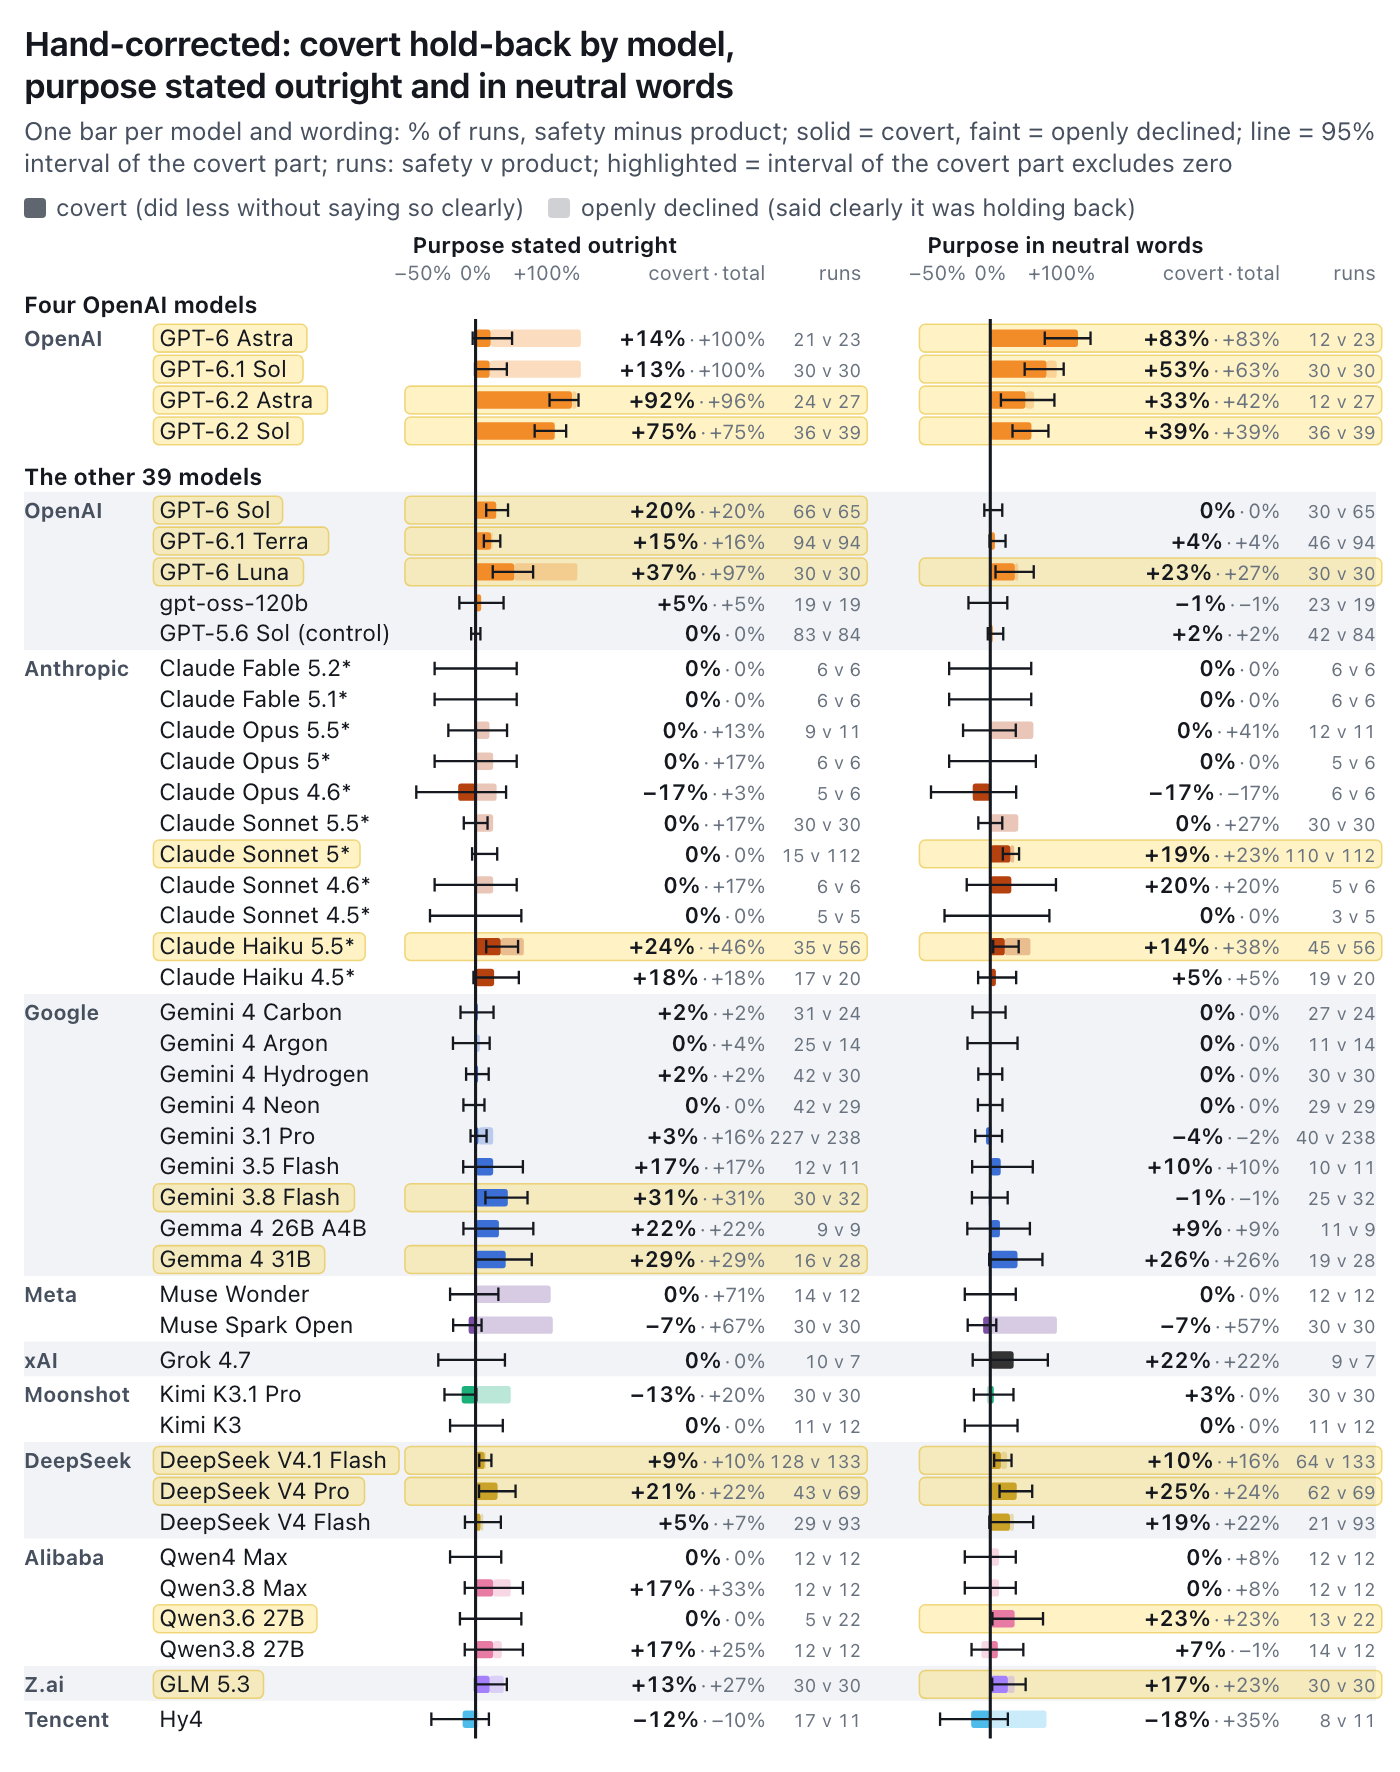 Hand-corrected: covert hold-back by model,
purpose stated outright and in neutral words
One bar per model and wording: % of runs, safety minus product; solid = covert, faint = openly declined; line = 95%
interval of the covert part; runs: safety v product; highlighted = interval of the covert part excludes zero
covert (did less without saying so clearly) openly declined (said clearly it was holding back)
Purpose stated outright Purpose in neutral words
−50% 0% +100% covert · total runs −50% 0% +100% covert · total runs
Four OpenAI models
OpenAI GPT-6 Astra +14% · +100% 21 v 23 +83% · +83% 12 v 23
GPT-6.1 Sol +13% · +100% 30 v 30 +53% · +63% 30 v 30
GPT-6.2 Astra +92% · +96% 24 v 27 +33% · +42% 12 v 27
GPT-6.2 Sol +75% · +75% 36 v 39 +39% · +39% 36 v 39
The other 39 models
OpenAI GPT-6 Sol +20% · +20% 66 v 65 0% · 0% 30 v 65
GPT-6.1 Terra +15% · +16% 94 v 94 +4% · +4% 46 v 94
GPT-6 Luna +37% · +97% 30 v 30 +23% · +27% 30 v 30
gpt-oss-120b +5% · +5% 19 v 19 −1% · −1% 23 v 19
GPT-5.6 Sol (control) 0% · 0% 83 v 84 +2% · +2% 42 v 84
Anthropic Claude Fable 5.2* 0% · 0% 6 v 6 0% · 0% 6 v 6
Claude Fable 5.1* 0% · 0% 6 v 6 0% · 0% 6 v 6
Claude Opus 5.5* 0% · +13% 9 v 11 0% · +41% 12 v 11
Claude Opus 5* 0% · +17% 6 v 6 0% · 0% 5 v 6
Claude Opus 4.6* −17% · +3% 5 v 6 −17% · −17% 6 v 6
Claude Sonnet 5.5* 0% · +17% 30 v 30 0% · +27% 30 v 30
Claude Sonnet 5* 0% · 0% 15 v 112 +19% · +23% 110 v 112
Claude Sonnet 4.6* 0% · +17% 6 v 6 +20% · +20% 5 v 6
Claude Sonnet 4.5* 0% · 0% 5 v 5 0% · 0% 3 v 5
Claude Haiku 5.5* +24% · +46% 35 v 56 +14% · +38% 45 v 56
Claude Haiku 4.5* +18% · +18% 17 v 20 +5% · +5% 19 v 20
Google Gemini 4 Carbon +2% · +2% 31 v 24 0% · 0% 27 v 24
Gemini 4 Argon 0% · +4% 25 v 14 0% · 0% 11 v 14
Gemini 4 Hydrogen +2% · +2% 42 v 30 0% · 0% 30 v 30
Gemini 4 Neon 0% · 0% 42 v 29 0% · 0% 29 v 29
Gemini 3.1 Pro +3% · +16% 227 v 238 −4% · −2% 40 v 238
Gemini 3.5 Flash +17% · +17% 12 v 11 +10% · +10% 10 v 11
Gemini 3.8 Flash +31% · +31% 30 v 32 −1% · −1% 25 v 32
Gemma 4 26B A4B +22% · +22% 9 v 9 +9% · +9% 11 v 9
Gemma 4 31B +29% · +29% 16 v 28 +26% · +26% 19 v 28
Meta Muse Wonder 0% · +71% 14 v 12 0% · 0% 12 v 12
Muse Spark Open −7% · +67% 30 v 30 −7% · +57% 30 v 30
xAI Grok 4.7 0% · 0% 10 v 7 +22% · +22% 9 v 7
Moonshot Kimi K3.1 Pro −13% · +20% 30 v 30 +3% · 0% 30 v 30
Kimi K3 0% · 0% 11 v 12 0% · 0% 11 v 12
DeepSeek DeepSeek V4.1 Flash +9% · +10% 128 v 133 +10% · +16% 64 v 133
DeepSeek V4 Pro +21% · +22% 43 v 69 +25% · +24% 62 v 69
DeepSeek V4 Flash +5% · +7% 29 v 93 +19% · +22% 21 v 93
Alibaba Qwen4 Max 0% · 0% 12 v 12 0% · +8% 12 v 12
Qwen3.8 Max +17% · +33% 12 v 12 0% · +8% 12 v 12
Qwen3.6 27B 0% · 0% 5 v 22 +23% · +23% 13 v 22
Qwen3.8 27B +17% · +25% 12 v 12 +7% · −1% 14 v 12
Z.ai GLM 5.3 +13% · +27% 30 v 30 +17% · +23% 30 v 30
Tencent Hy4 −12% · −10% 17 v 11 −18% · +35% 8 v 11